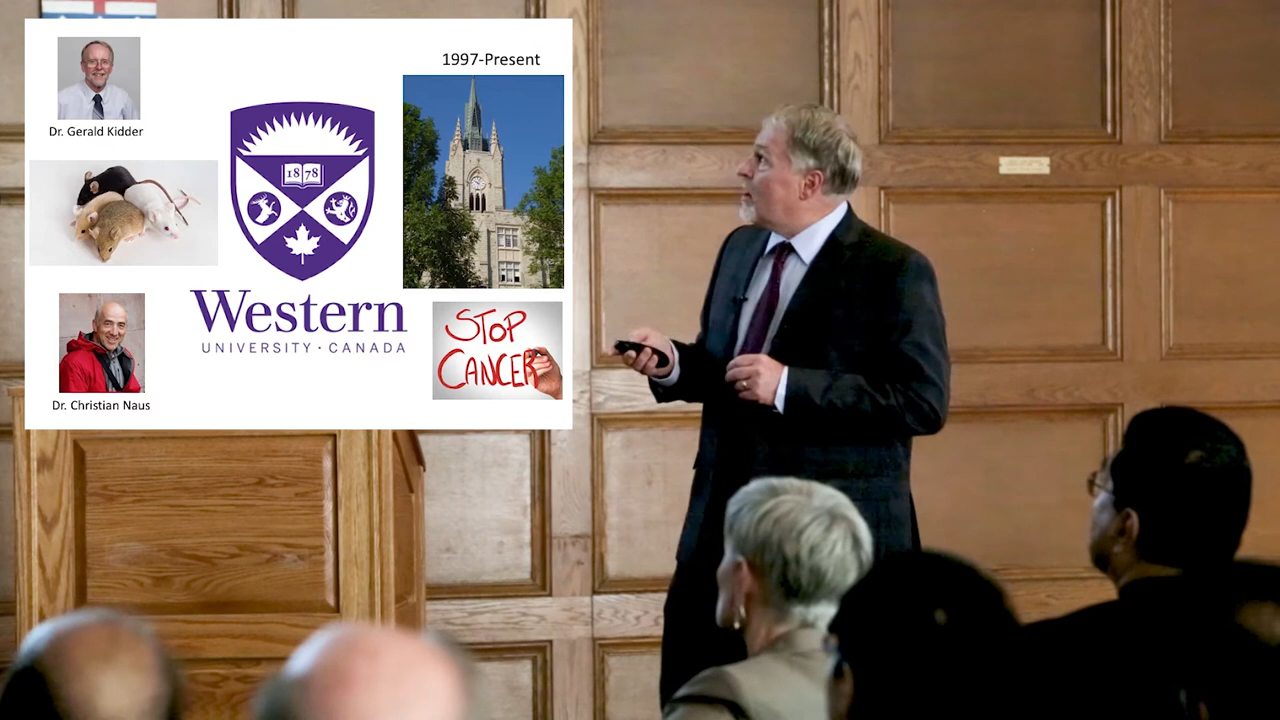 1997-Present
Dr. Gerald Kidder
1878
Western
UNIVERSITY · CANADA
STOP
CANCER
Dr. Christian Naus